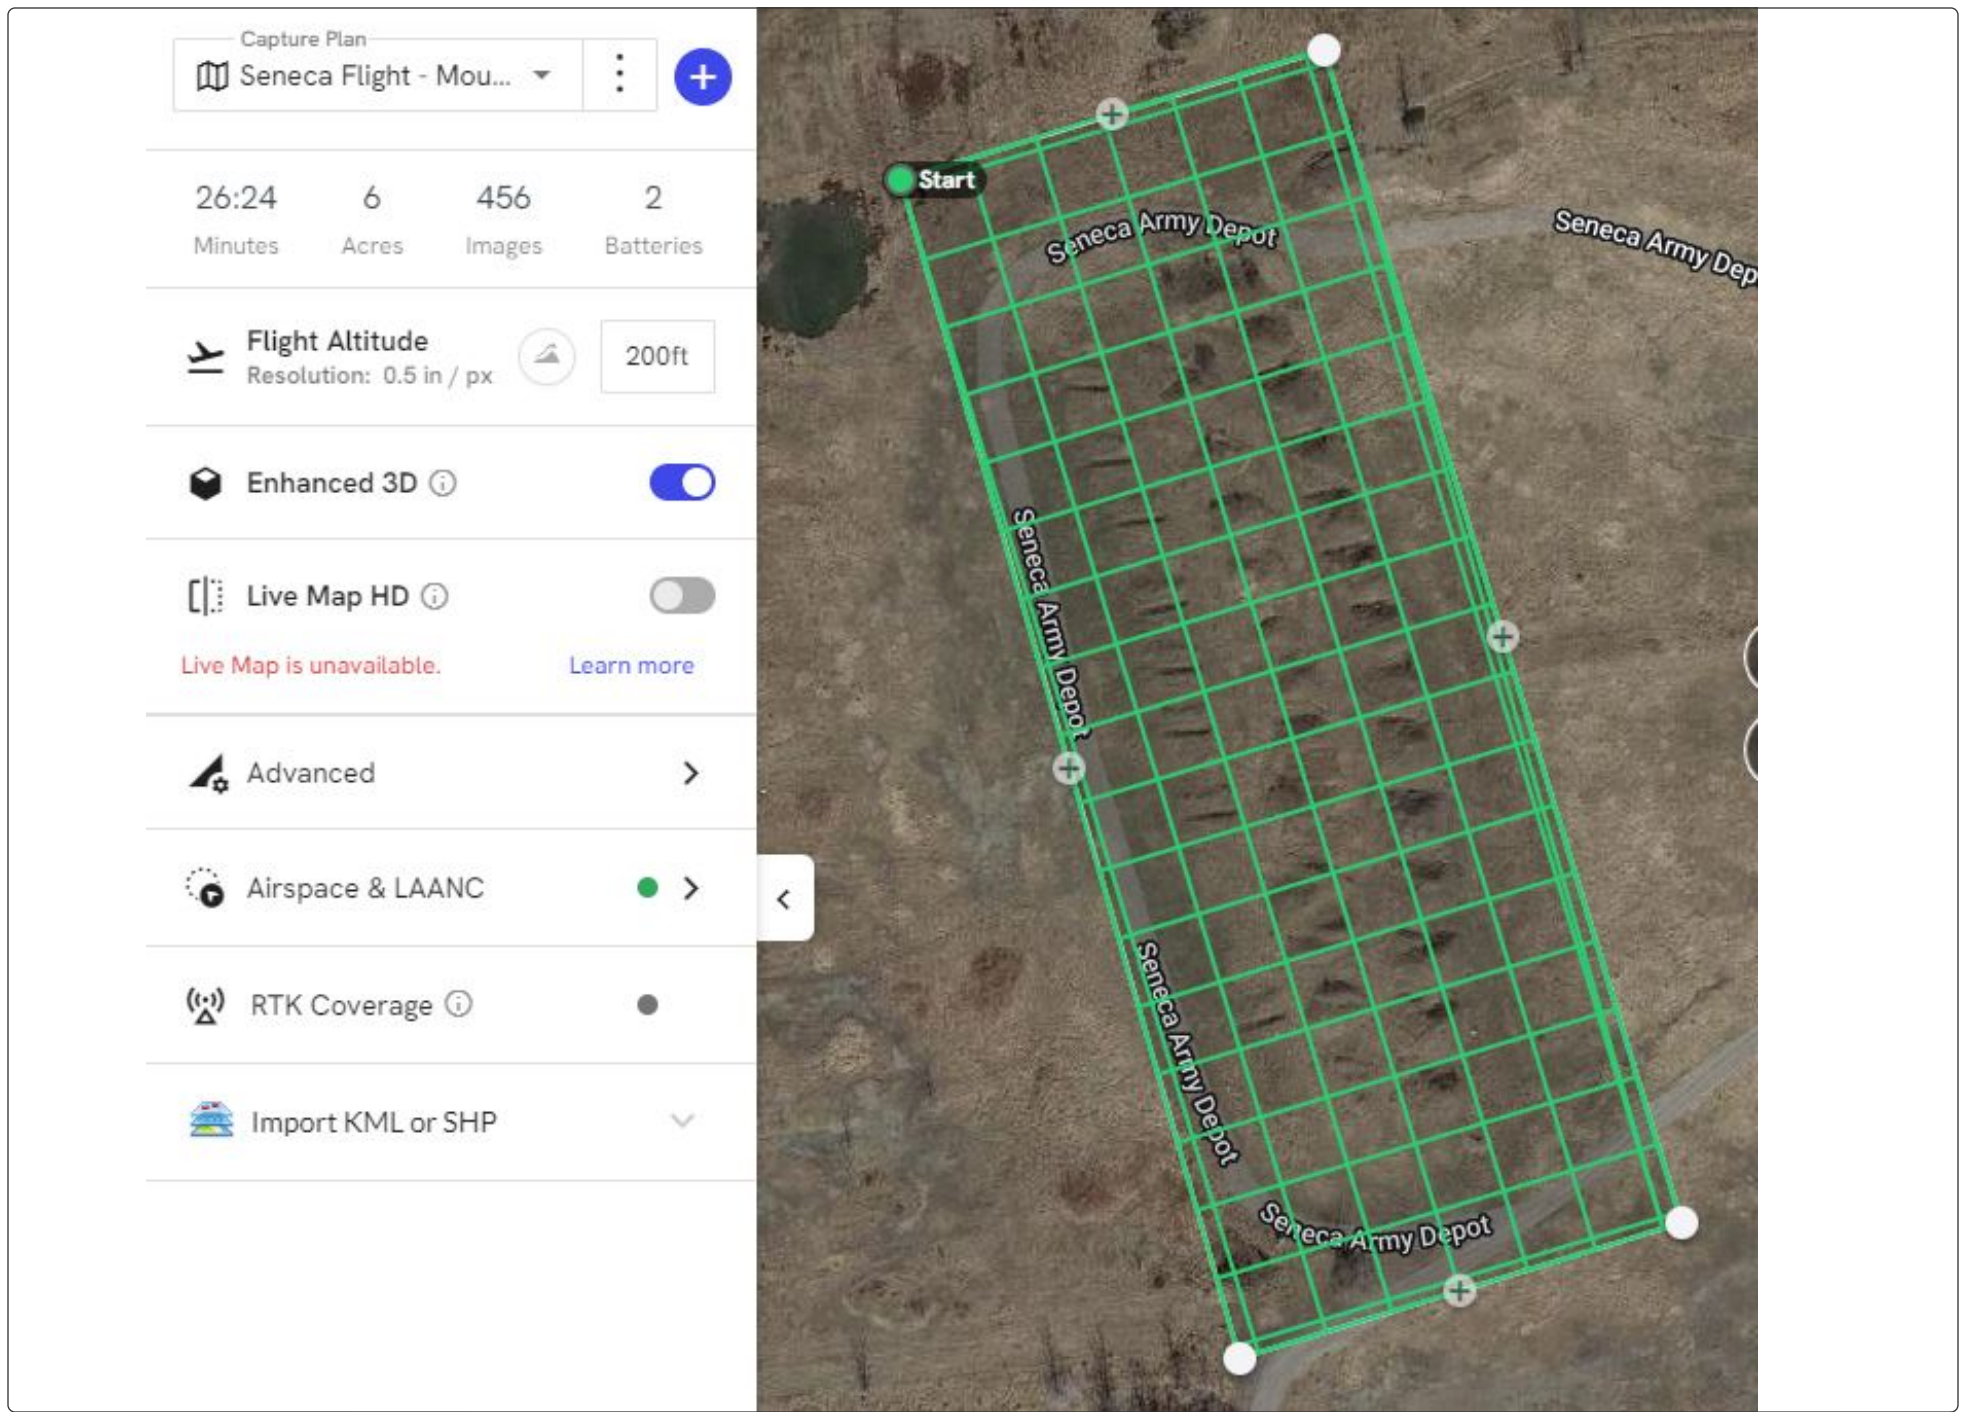 Capture Plan
Seneca Flight - Mou...
26:24
6
456
2
Minutes
Acres
Images
Batteries
Flight Altitude
Resolution: 0.5 in / px
200ft
Enhanced 3D
Live Map HD
Live Map is unavailable.
Learn more
Advanced
Airspace & LAANC
RTK Coverage
Import KML or SHP
Start
Seneca Army Depot
Seneca Army Dep
Seneca Army Depot
Seneca Army Depot
Seneca Army Depot